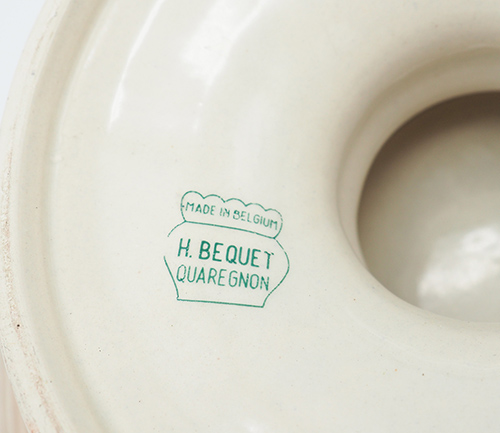 MADE IN BELGIUM
H. BEQUET
QUAREGNON